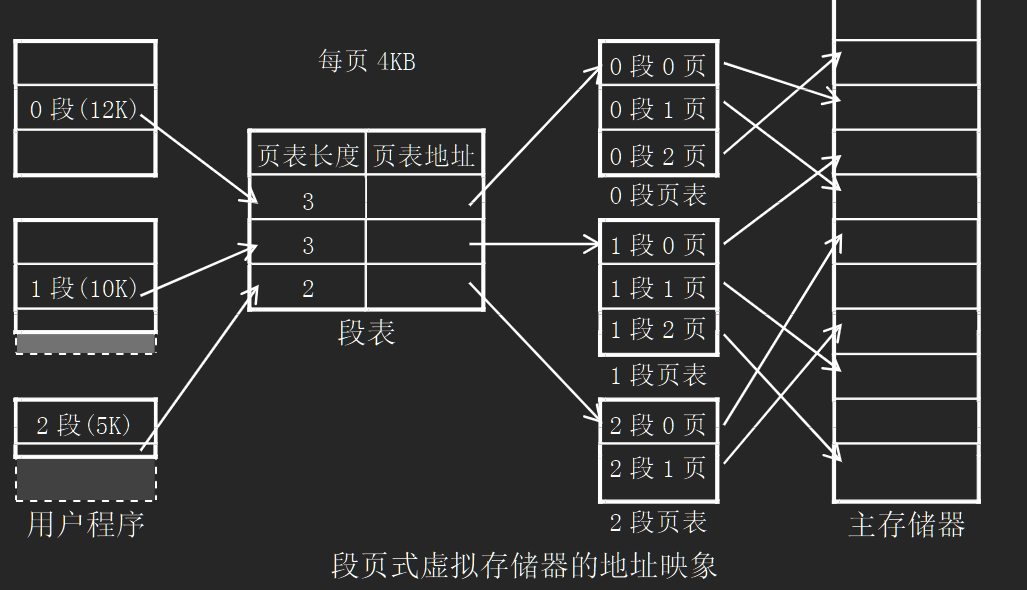 每页 4KB
0 段(12K)
1 段(10K)
2 段(5K)
用户程序
页表长度 页表地址
3
3
2
段表
0 段 0 页
0 段 1 页
0 段 2 页
0 段页表
1 段 0 页
1 段 1 页
1 段 2 页
1 段页表
2 段 0 页
2 段 1 页
2 段页表
主存储器
段页式虚拟存储器的地址映象